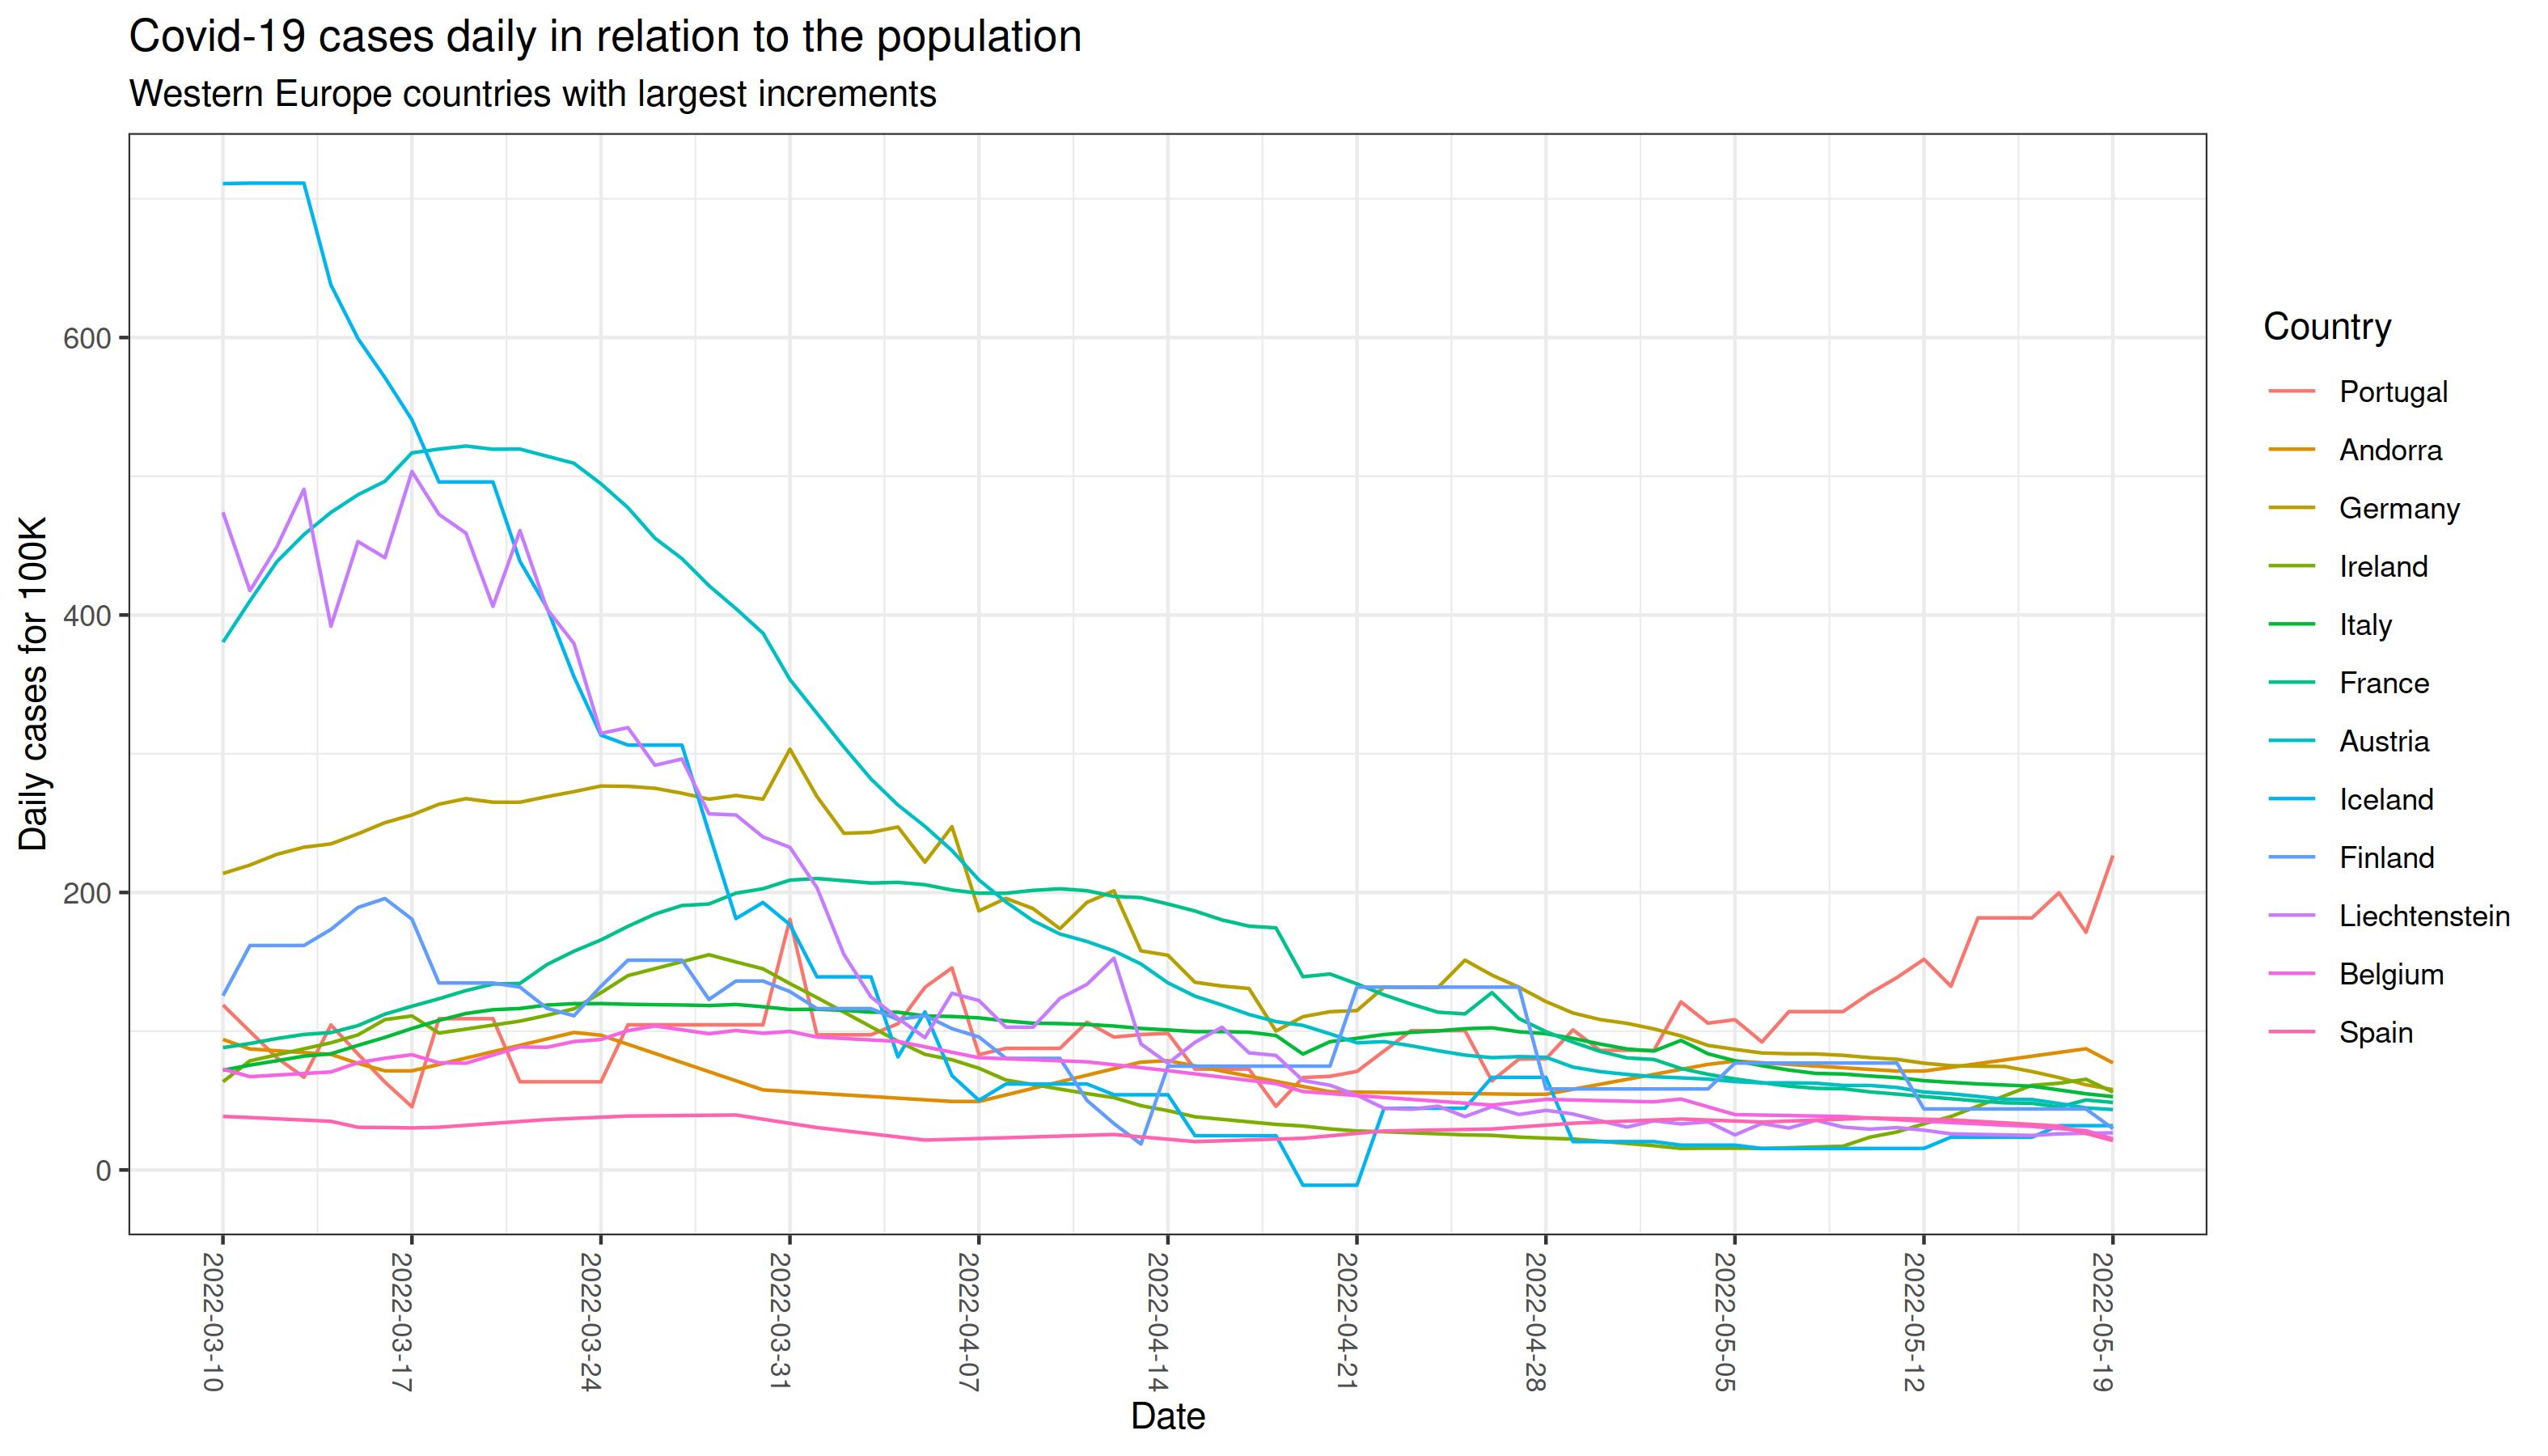 Covid-19 cases daily in relation to the population
Western Europe countries with largest increments
Daily cases for 100K
600
400
200
0
2022-03-10
2022-03-17
2022-03-24
2022-03-31
2022-04-07
2022-04-14
2022-04-21
2022-04-28
2022-05-05
2022-05-12
2022-05-19
Date
Country
Portugal
Andorra
Germany
Ireland
Italy
France
Austria
Iceland
Finland
Liechtenstein
Belgium
Spain